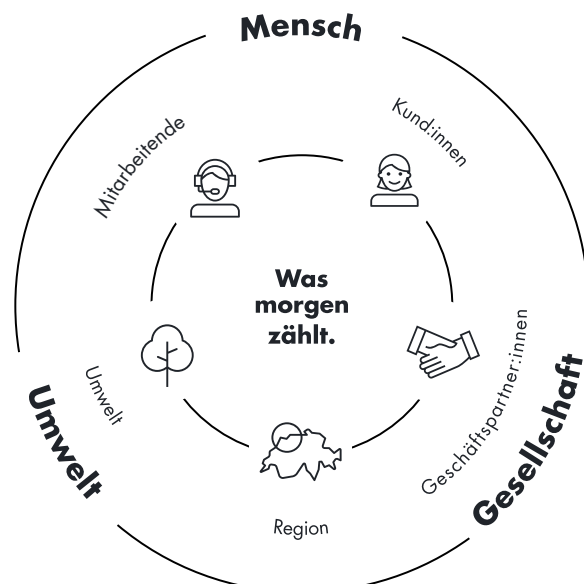 Mensch
Mitarbeitende
Kund:innen
Was
morgen
zählt.
Umwelt
Geschäftspartner:innen
Umwelt
Gesellschaft
Region